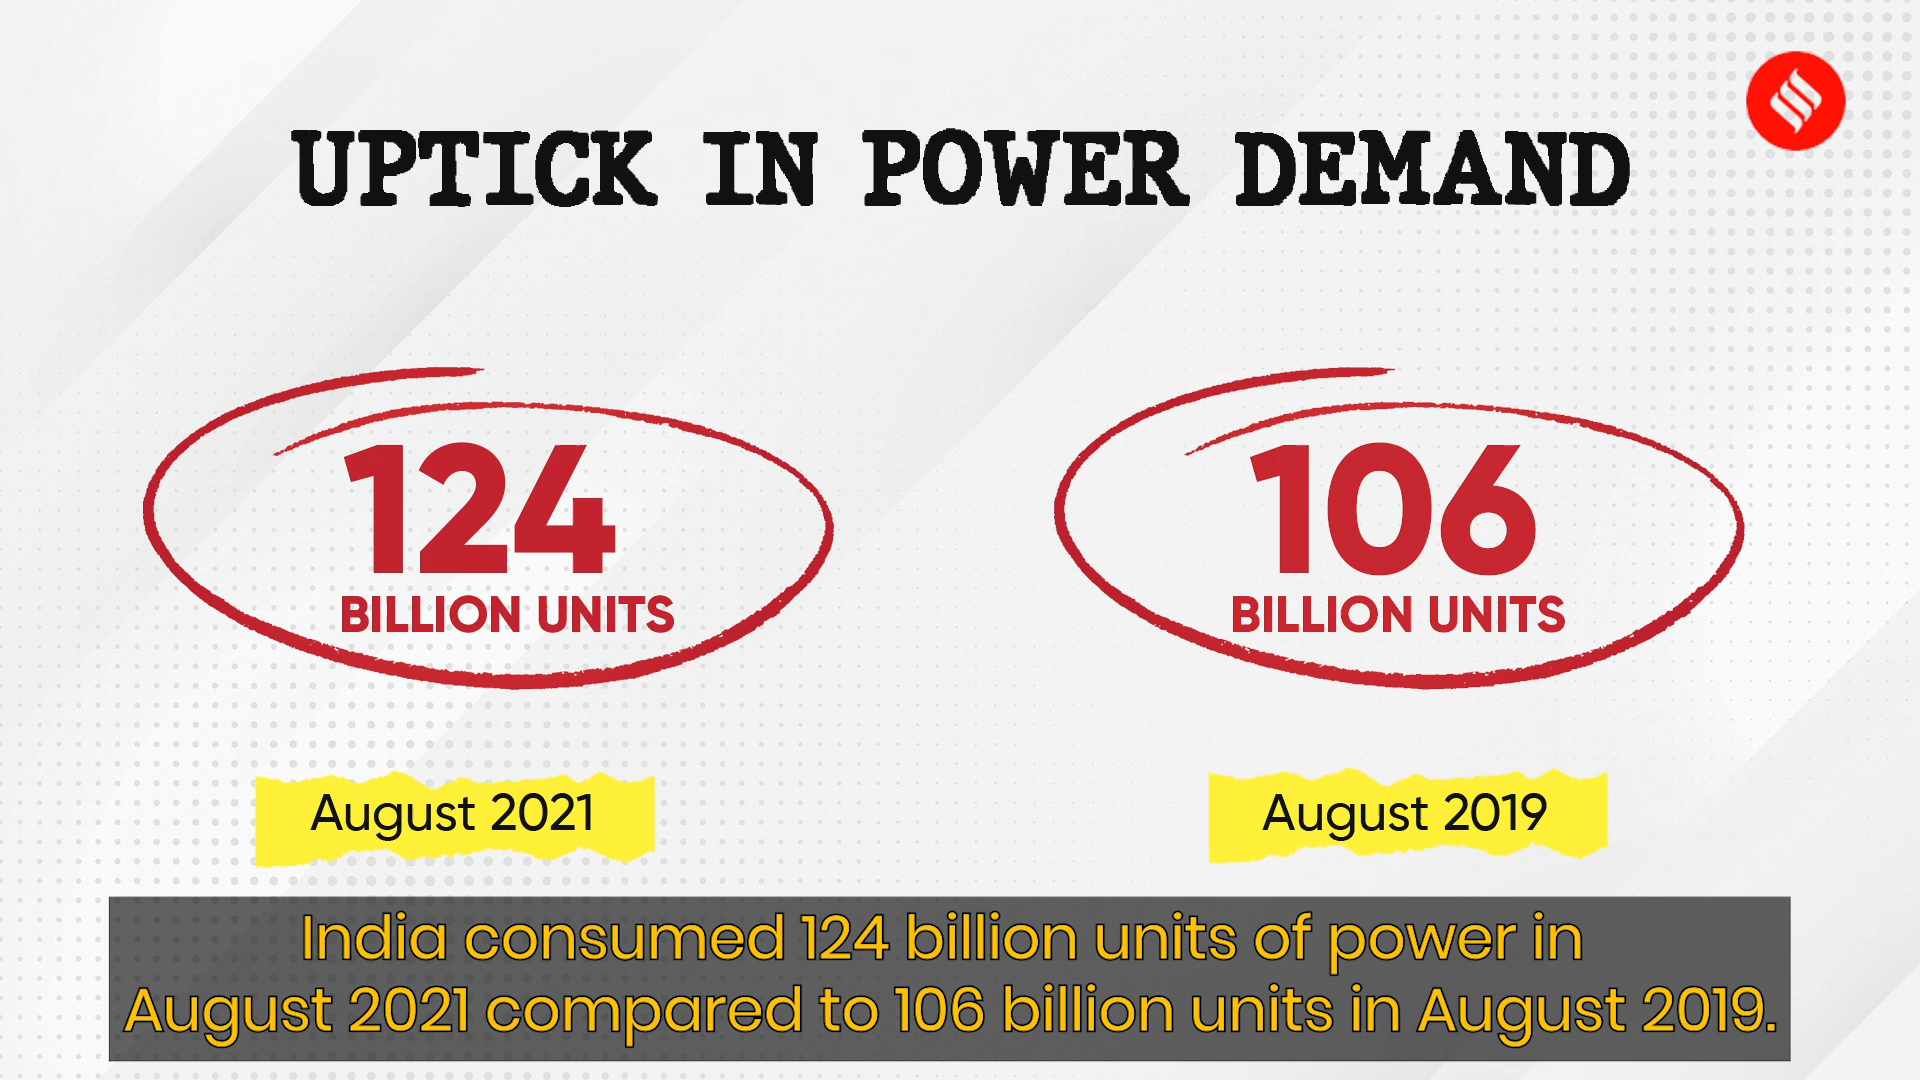 UPTICK IN POWER DEMAND
124
BILLION UNITS
August 2021
106
BILLION UNITS
August 2019
India consumed 124 billion units of power in
August 2021 compared to 106 billion units in August 2019.